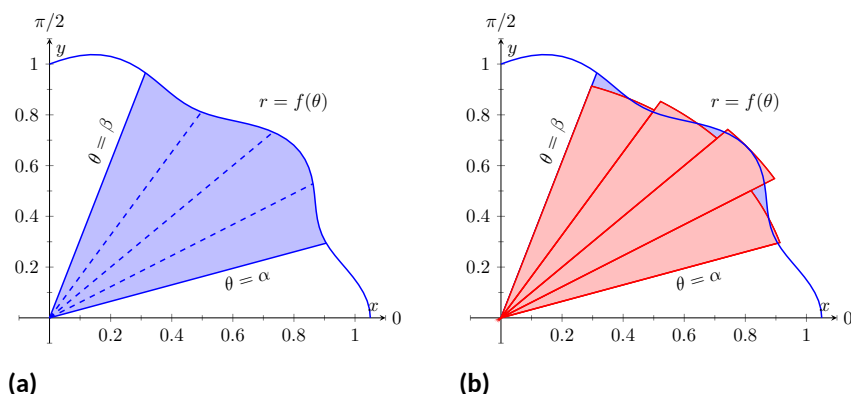 π/2
y
1
0.8
0.6
0.4
0.2
r = f(θ)
θ = β
θ = α
x
0
0.2 0.4 0.6 0.8 1
(a)
π/2
y
1
0.8
0.6
0.4
0.2
r = f(θ)
θ = β
θ = α
x
0
0.2 0.4 0.6 0.8 1
(b)